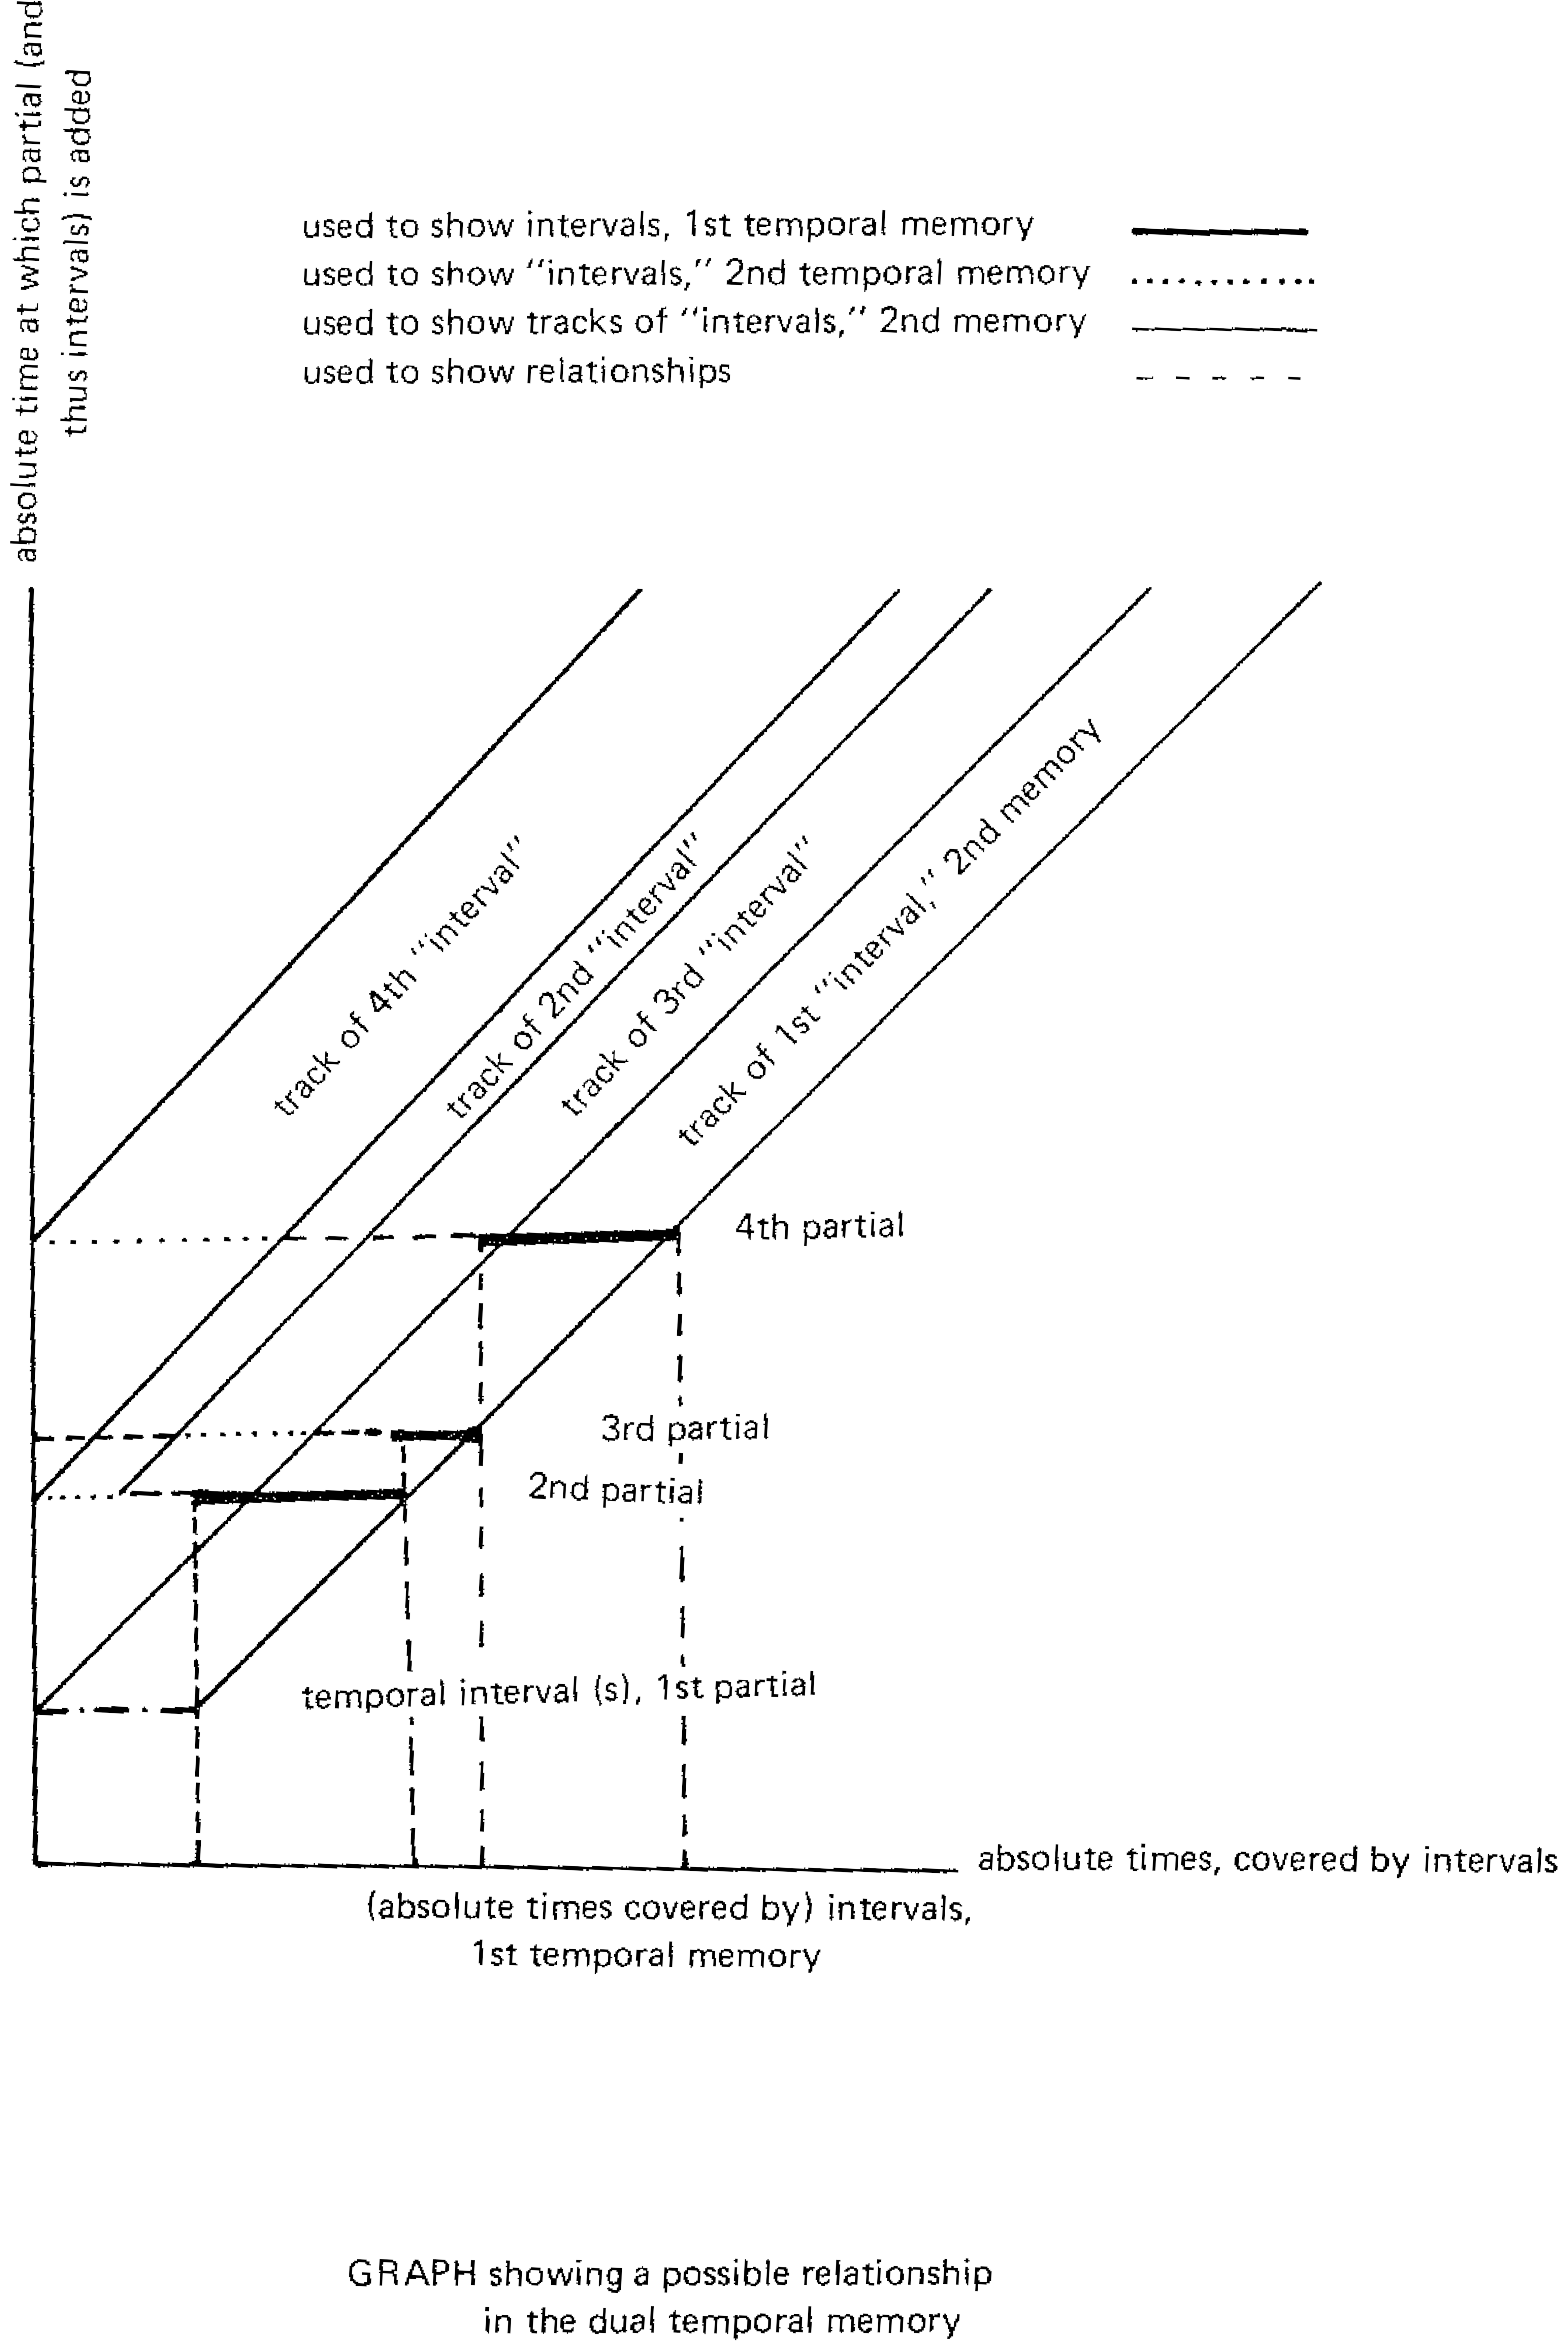 absolute time at which partial (and
thus intervals) is added
used to show intervals, 1st temporal memory
used to show “intervals,” 2nd temporal memory
used to show tracks of “intervals,” 2nd memory
used to show relationships
track of 4th “interval”
track of 2nd “interval”
track of 3rd “interval”
track of 1st “interval,” 2nd memory
4th partial
3rd partial
2nd partial
temporal interval (s), 1st partial
absolute times, covered by intervals
(absolute times covered by) intervals,
1st temporal memory
GRAPH showing a possible relationship
in the dual temporal memory